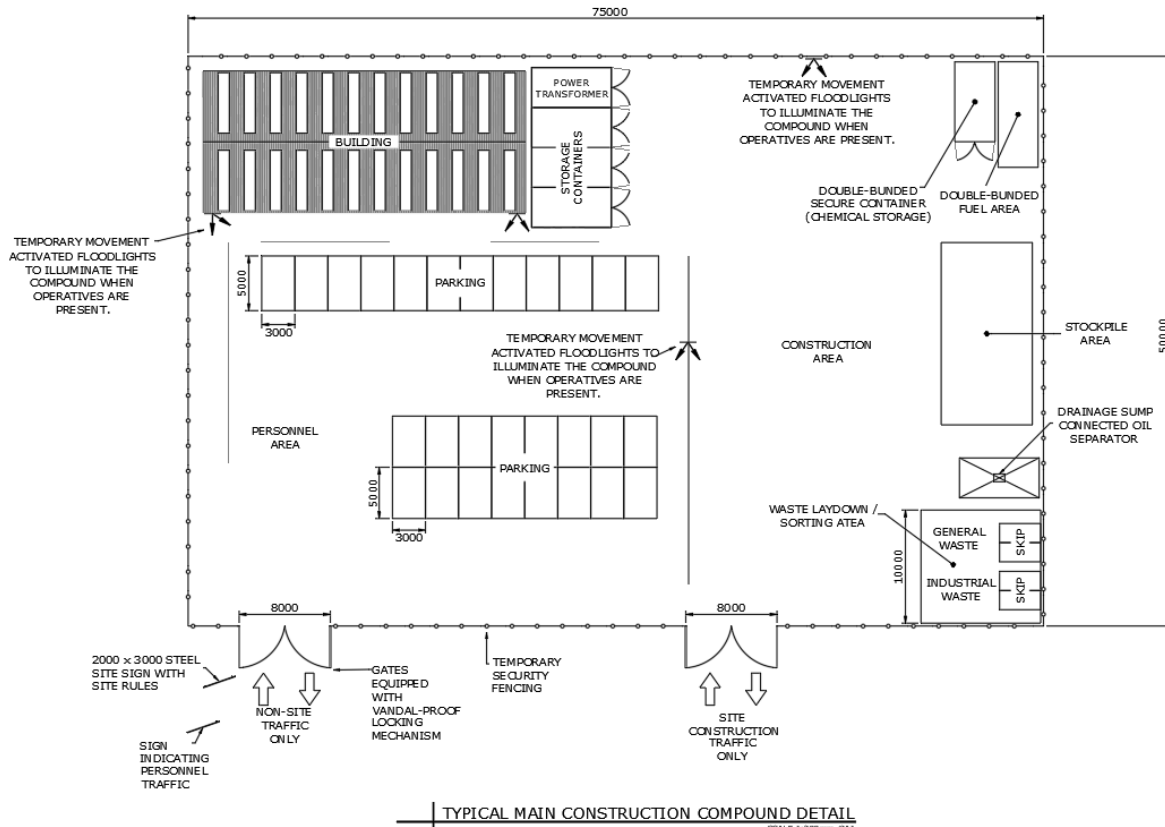 75000
POWER
TRANSFORMER
BUILDING
STORAGE
CONTAINERS
TEMPORARY MOVEMENT
ACTIVATED FLOODLIGHTS
TO ILLUMINATE THE
COMPOUND WHEN
OPERATIVES ARE
PRESENT.
DOUBLE-BUNDED
SECURE CONTAINER
(CHEMICAL STORAGE)
DOUBLE-BUNDED
FUEL AREA
TEMPORARY MOVEMENT
ACTIVATED FLOODLIGHTS
TO ILLUMINATE THE
COMPOUND WHEN
OPERATIVES ARE
PRESENT.
5000
PARKING
3000
TEMPORARY MOVEMENT
ACTIVATED FLOODLIGHTS TO
ILLUMINATE THE COMPOUND
WHEN OPERATIVES ARE
PRESENT.
CONSTRUCTION
AREA
STOCKPILE
AREA
50000
PERSONNEL
AREA
PARKING
5000
3000
DRAINAGE SUMP
CONNECTED OIL
SEPARATOR
WASTE LAYDOWN /
SORTING ATEA
10000
GENERAL
WASTE
SKIP
INDUSTRIAL
WASTE
SKIP
8000
8000
2000 x 3000 STEEL
SITE SIGN WITH
SITE RULES
NON-SITE
TRAFFIC
ONLY
GATES
EQUIPPED
WITH
VANDAL-PROOF
LOCKING
MECHANISM
TEMPORARY
SECURITY
FENCING
SITE
CONSTRUCTION
TRAFFIC
ONLY
SIGN
INDICATING
PERSONNEL
TRAFFIC
TYPICAL MAIN CONSTRUCTION COMPOUND DETAIL